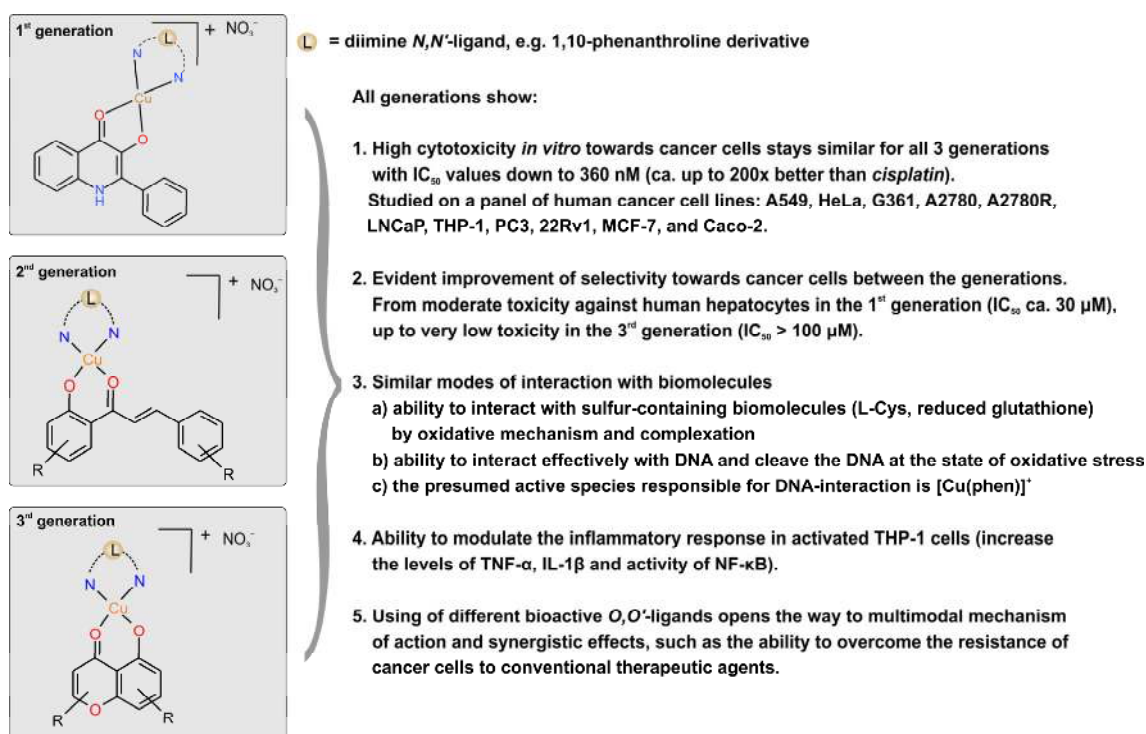 1st generation
+ NO3−
L
N
N
Cu
O
O
N
H
2nd generation
+ NO3−
L
N
N
Cu
O
O
R
R
3rd generation
+ NO3−
L
N
N
Cu
O
O
O
R
R
L = diimine N,N'-ligand, e.g. 1,10-phenanthroline derivative
All generations show:
1. High cytotoxicity in vitro towards cancer cells stays similar for all 3 generations
with IC50 values down to 360 nM (ca. up to 200x better than cisplatin).
Studied on a panel of human cancer cell lines: A549, HeLa, G361, A2780, A2780R,
LNCaP, THP-1, PC3, 22Rv1, MCF-7, and Caco-2.
2. Evident improvement of selectivity towards cancer cells between the generations.
From moderate toxicity against human hepatocytes in the 1st generation (IC50 ca. 30 µM),
up to very low toxicity in the 3rd generation (IC50 > 100 µM).
3. Similar modes of interaction with biomolecules
a) ability to interact with sulfur-containing biomolecules (L-Cys, reduced glutathione)
by oxidative mechanism and complexation
b) ability to interact effectively with DNA and cleave the DNA at the state of oxidative stress
c) the presumed active species responsible for DNA-interaction is [Cu(phen)]+
4. Ability to modulate the inflammatory response in activated THP-1 cells (increase
the levels of TNF-α, IL-1β and activity of NF-κB).
5. Using of different bioactive O,O'-ligands opens the way to multimodal mechanism
of action and synergistic effects, such as the ability to overcome the resistance of
cancer cells to conventional therapeutic agents.